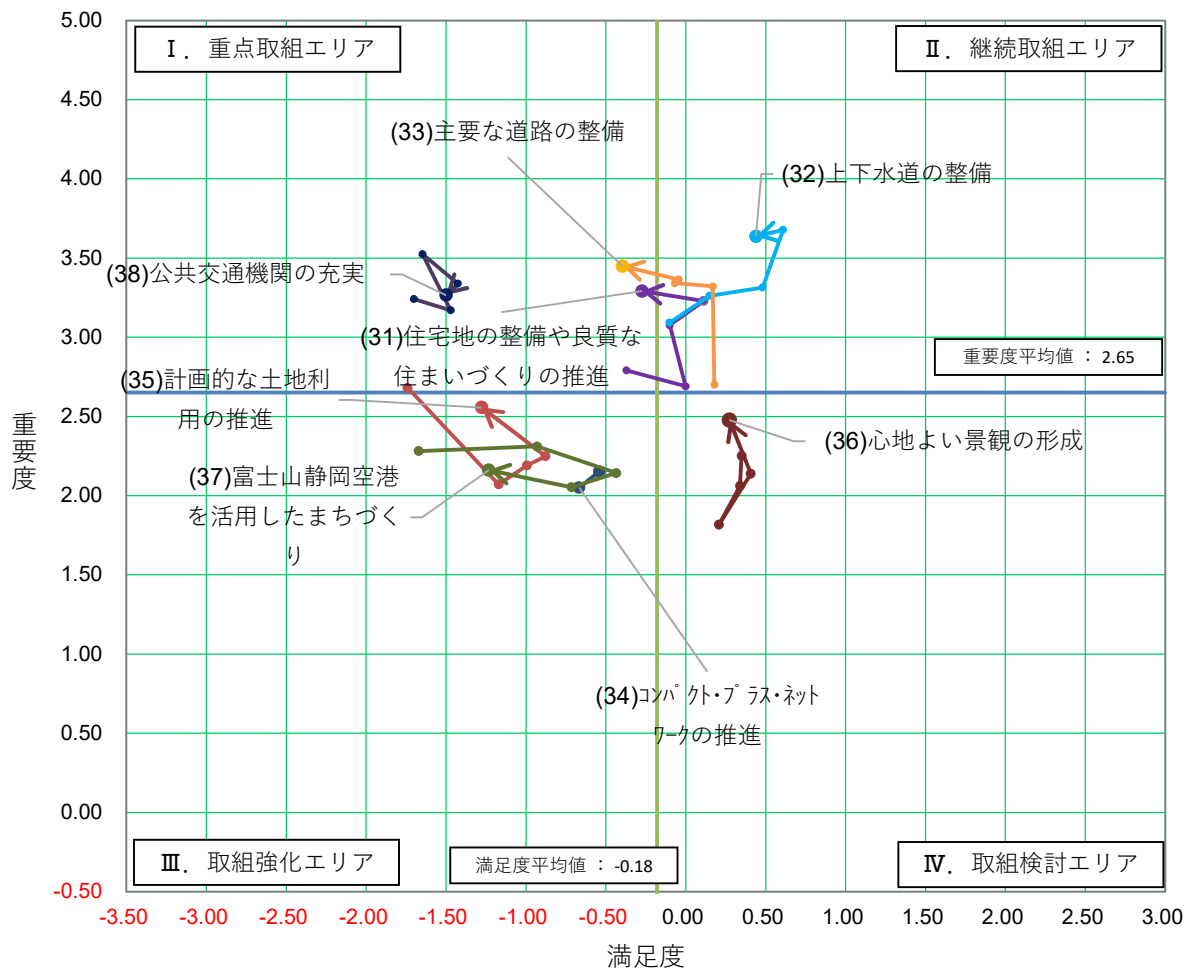 5.00
4.50
4.00
3.50
3.00
2.50
2.00
1.50
1.00
0.50
0.00
-0.50
重要度
Ⅰ．重点取組エリア
Ⅱ．継続取組エリア
(33)主要な道路の整備
(32)上下水道の整備
(38)公共交通機関の充実
(31)住宅地の整備や良質な
住まいづくりの推進
重要度平均値 ： 2.65
(35)計画的な土地利
用の推進
(36)心地よい景観の形成
(37)富士山静岡空港
を活用したまちづく
り
(34)ｺﾝﾊﾟｸﾄ・ﾌﾟﾗｽ・ﾈｯﾄ
ﾜｰｸの推進
Ⅲ．取組強化エリア
満足度平均値 ： -0.18
Ⅳ．取組検討エリア
-3.50 -3.00 -2.50 -2.00 -1.50 -1.00 -0.50 0.00 0.50 1.00 1.50 2.00 2.50 3.00
満足度